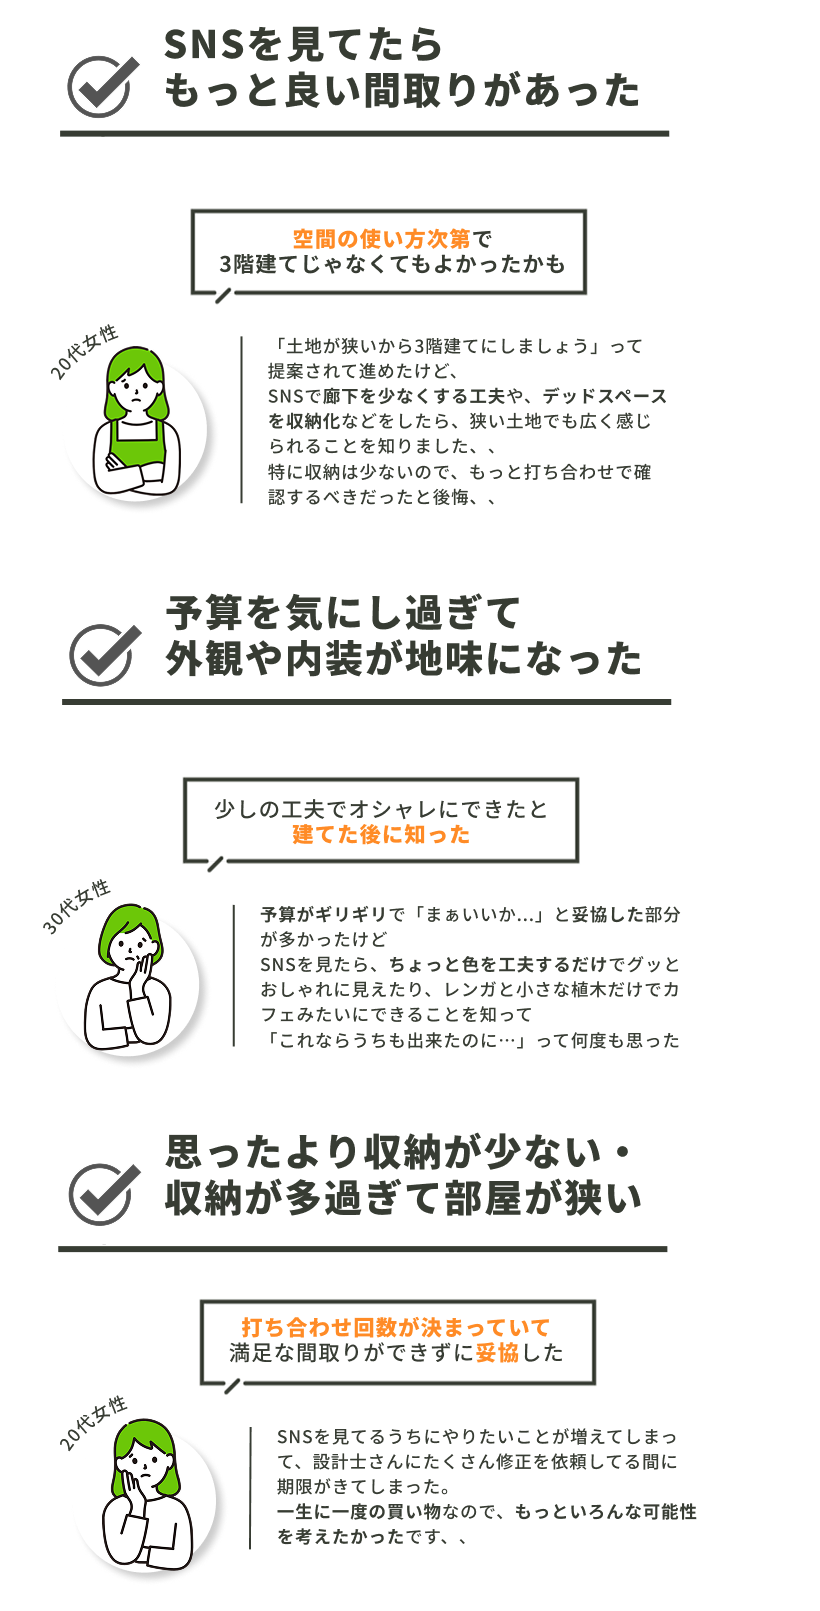 SNSを見てたら
もっと良い間取りがあった
空間の使い方次第で
3階建てじゃなくてもよかったかも
20代女性
「土地が狭いから3階建てにしましょう」って
提案されて進めたけど、
SNSで廊下を少なくする工夫や、デッドスペース
を収納化などをしたら、狭い土地でも広く感じ
られることを知りました、、
特に収納は少ないので、もっと打ち合わせで確
認するべきだったと後悔、、
予算を気にし過ぎて
外観や内装が地味になった
少しの工夫でオシャレにできたと
建てた後に知った
30代女性
予算がギリギリで「まぁいいか...」と妥協した部分
が多かったけど
SNSを見たら、ちょっと色を工夫するだけでグッと
おしゃれに見えたり、レンガと小さな植木だけでカ
フェみたいにできることを知って
「これならうちも出来たのに…」って何度も思った
思ったより収納が少ない・
収納が多過ぎて部屋が狭い
打ち合わせ回数が決まっていて
満足な間取りができずに妥協した
20代女性
SNSを見てるうちにやりたいことが増えてしまっ
て、設計士さんにたくさん修正を依頼してる間に
期限がきてしまった。
一生に一度の買い物なので、もっといろんな可能性
を考えたかったです、、